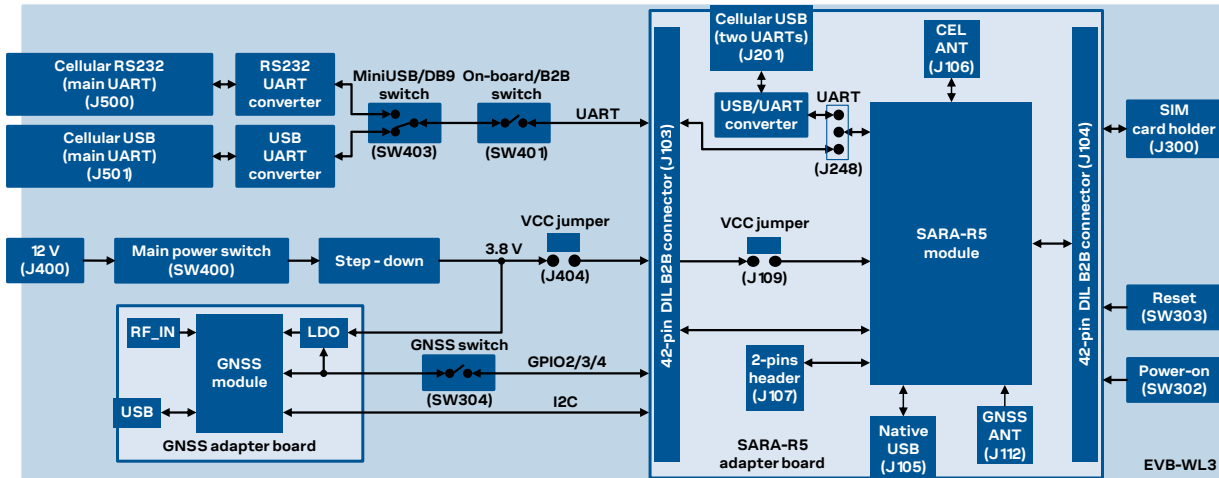 Cellular RS232
(main UART)
(J500)
RS232
UART
converter
MiniUSB/DB9
switch
(SW403)
On-board/B2B
switch
(SW401)
UART
Cellular USB
(main UART)
(J501)
USB
UART
converter
12 V
(J400)
Main power switch
(SW400)
Step - down
3.8 V
VCC jumper
(J404)
RF_IN
GNSS
module
LDO
USB
GNSS adapter board
GNSS switch
(SW304)
GPIO2/3/4
I2C
42-pin DIL B2B connector (J103)
Cellular USB
(two UARTs)
(J201)
USB/UART
converter
UART
(J248)
CEL
ANT
(J106)
VCC jumper
(J109)
SARA-R5
module
2-pins
header
(J107)
Native
USB
(J105)
GNSS
ANT
(J112)
SARA-R5
adapter board
42-pin DIL B2B connector (J104)
SIM
card holder
(J300)
Reset
(SW303)
Power-on
(SW302)
EVB-WL3